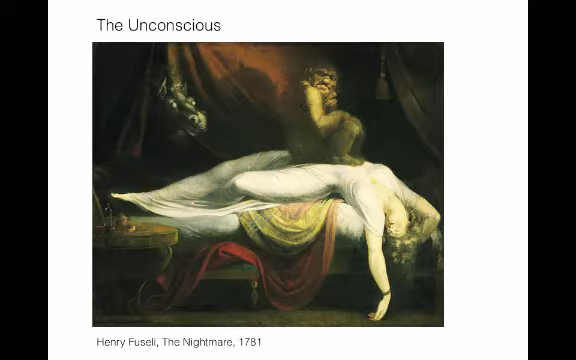 The Unconscious
Henry Fuseli, The Nightmare, 1781